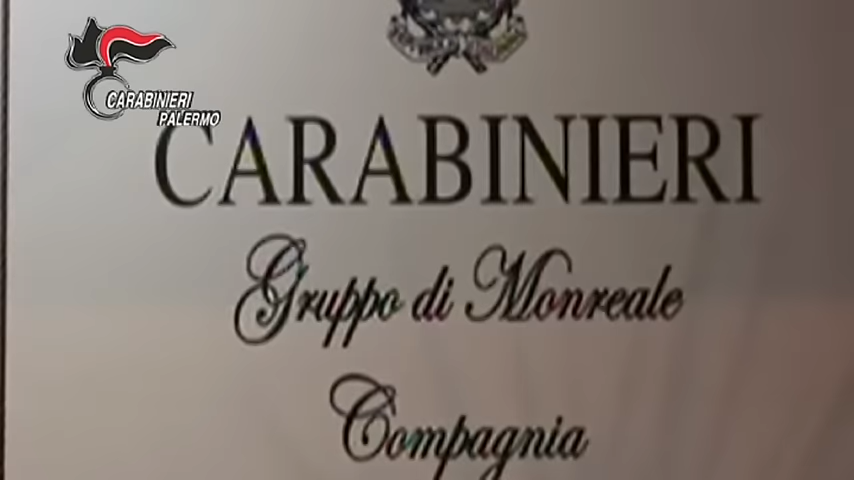 CARABINIERI
PALERMO
CARABINIERI
Gruppo di Monreale
Compagnia